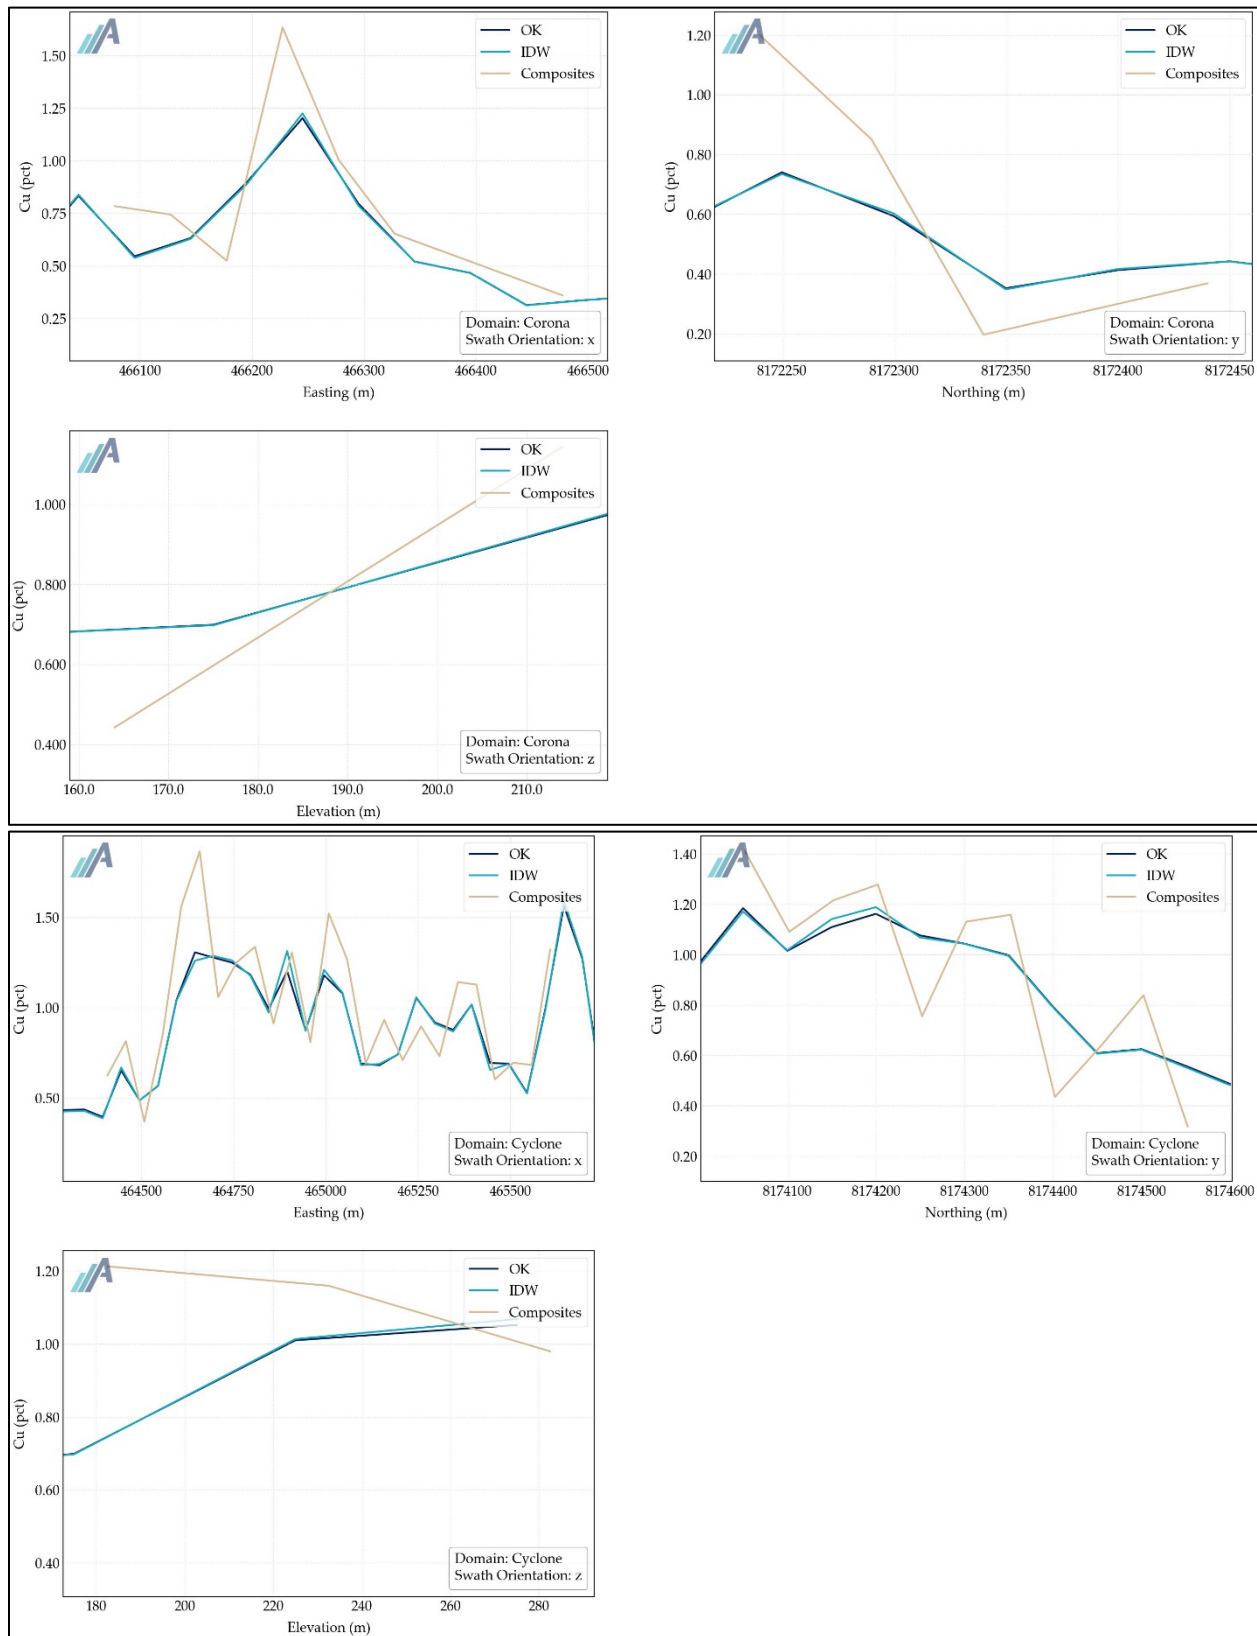 OK
IDW
Composites
1.50
1.25
1.00
0.75
0.50
0.25
Cu (pct)
Domain: Corona
Swath Orientation: x
466100 466200 466300 466400 466500
Easting (m)
OK
IDW
Composites
1.20
1.00
0.80
0.60
0.40
0.20
Cu (pct)
Domain: Corona
Swath Orientation: y
8172250 8172300 8172350 8172400 8172450
Northing (m)
OK
IDW
Composites
1.000
0.800
0.600
0.400
Cu (pct)
Domain: Corona
Swath Orientation: z
160.0 170.0 180.0 190.0 200.0 210.0
Elevation (m)
OK
IDW
Composites
1.50
1.00
0.50
Cu (pct)
Domain: Cyclone
Swath Orientation: x
464500 464750 465000 465250 465500
Easting (m)
OK
IDW
Composites
1.40
1.20
1.00
0.80
0.60
0.40
0.20
Cu (pct)
Domain: Cyclone
Swath Orientation: y
8174100 8174200 8174300 8174400 8174500 8174600
Northing (m)
OK
IDW
Composites
1.20
1.00
0.80
0.60
0.40
Cu (pct)
Domain: Cyclone
Swath Orientation: z
180 200 220 240 260 280
Elevation (m)